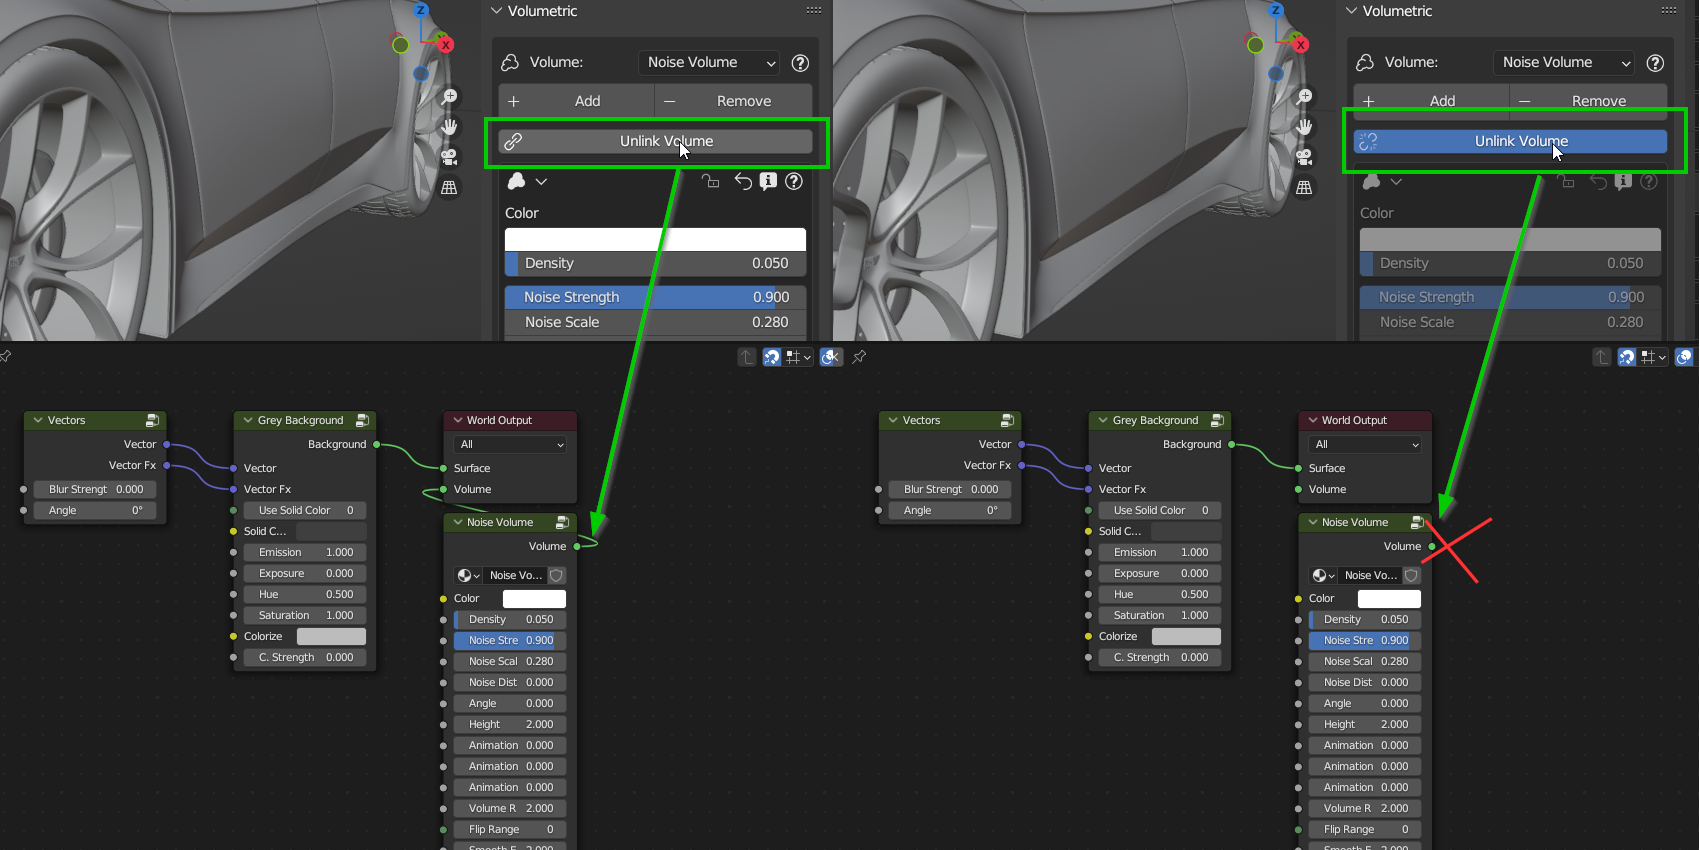 Volumetric
Z
X
Volume:
Noise Volume
Add
Remove
Unlink Volume
Color
Density 0.050
Noise Strength 0.900
Noise Scale 0.280
Vectors
Vector
Vector Fx
Blur Strengt 0.000
Angle 0°
Grey Background
Background
Vector
Vector Fx
Use Solid Color 0
Solid C...
Emission 1.000
Exposure 0.000
Hue 0.500
Saturation 1.000
Colorize
C. Strength 0.000
World Output
All
Surface
Volume
Noise Volume
Volume
Noise Vo...
Color
Density 0.050
Noise Stre 0.900
Noise Scal 0.280
Noise Dist 0.000
Angle 0.000
Height 2.000
Animation 0.000
Animation 0.000
Animation 0.000
Volume R 2.000
Flip Range 0
Volumetric
Z
X
Volume:
Noise Volume
Add
Remove
Unlink Volume
Color
Density 0.050
Noise Strength 0.900
Noise Scale 0.280
Vectors
Vector
Vector Fx
Blur Strengt 0.000
Angle 0°
Grey Background
Background
Vector
Vector Fx
Use Solid Color 0
Solid C...
Emission 1.000
Exposure 0.000
Hue 0.500
Saturation 1.000
Colorize
C. Strength 0.000
World Output
All
Surface
Volume
Noise Volume
Volume
Noise Vo...
Color
Density 0.050
Noise Stre 0.900
Noise Scal 0.280
Noise Dist 0.000
Angle 0.000
Height 2.000
Animation 0.000
Animation 0.000
Animation 0.000
Volume R 2.000
Flip Range 0